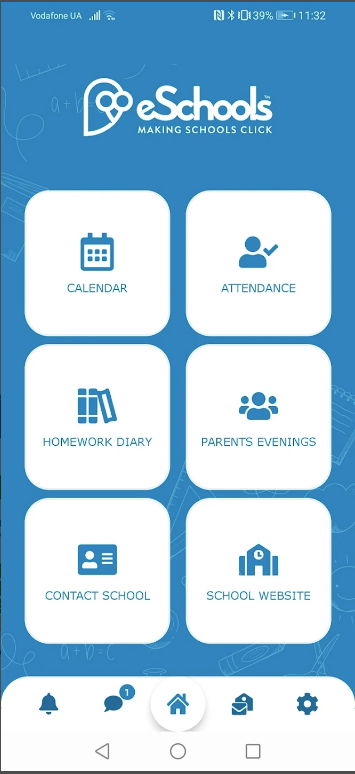 Vodafone UA 39% 11:32
a+b=
eSchools™
MAKING SCHOOLS CLICK
CALENDAR ATTENDANCE
HOMEWORK DIARY PARENTS EVENINGS
CONTACT SCHOOL SCHOOL WEBSITE
a+b=c
1